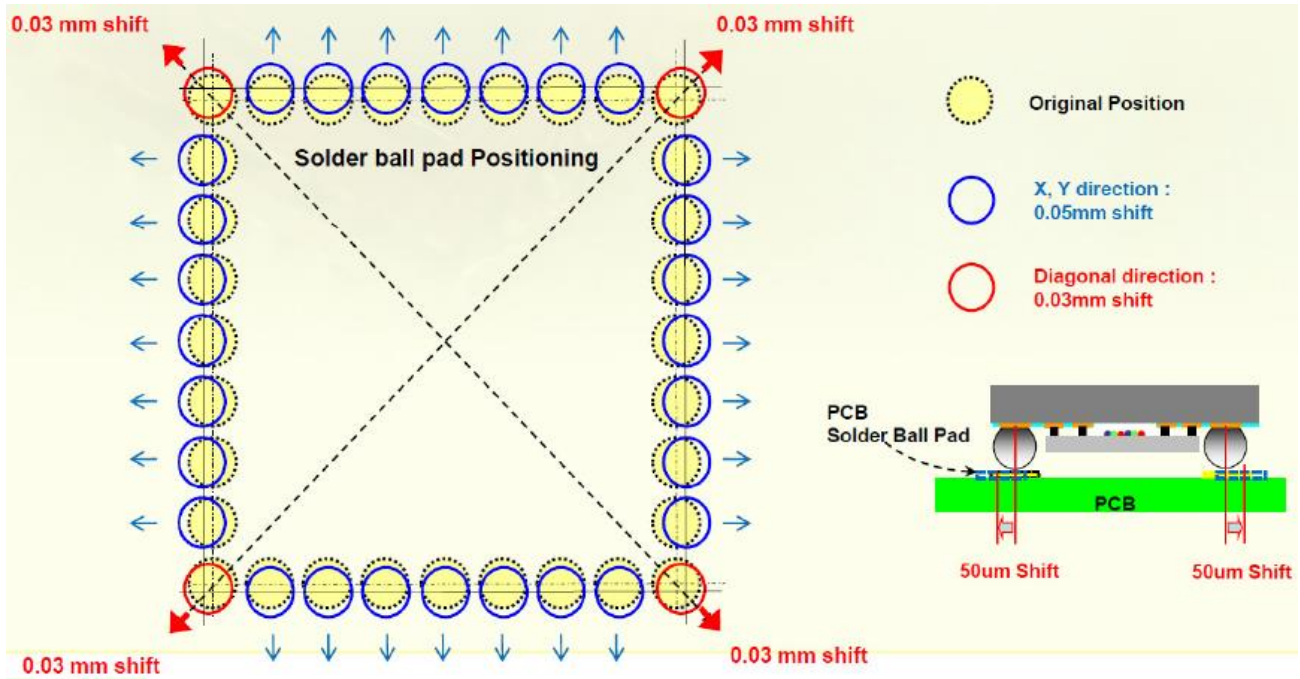 0.03 mm shift
0.03 mm shift
Solder ball pad Positioning
0.03 mm shift
0.03 mm shift
Original Position
X, Y direction :
0.05mm shift
Diagonal direction :
0.03mm shift
PCB
Solder Ball Pad
PCB
50um Shift
50um Shift